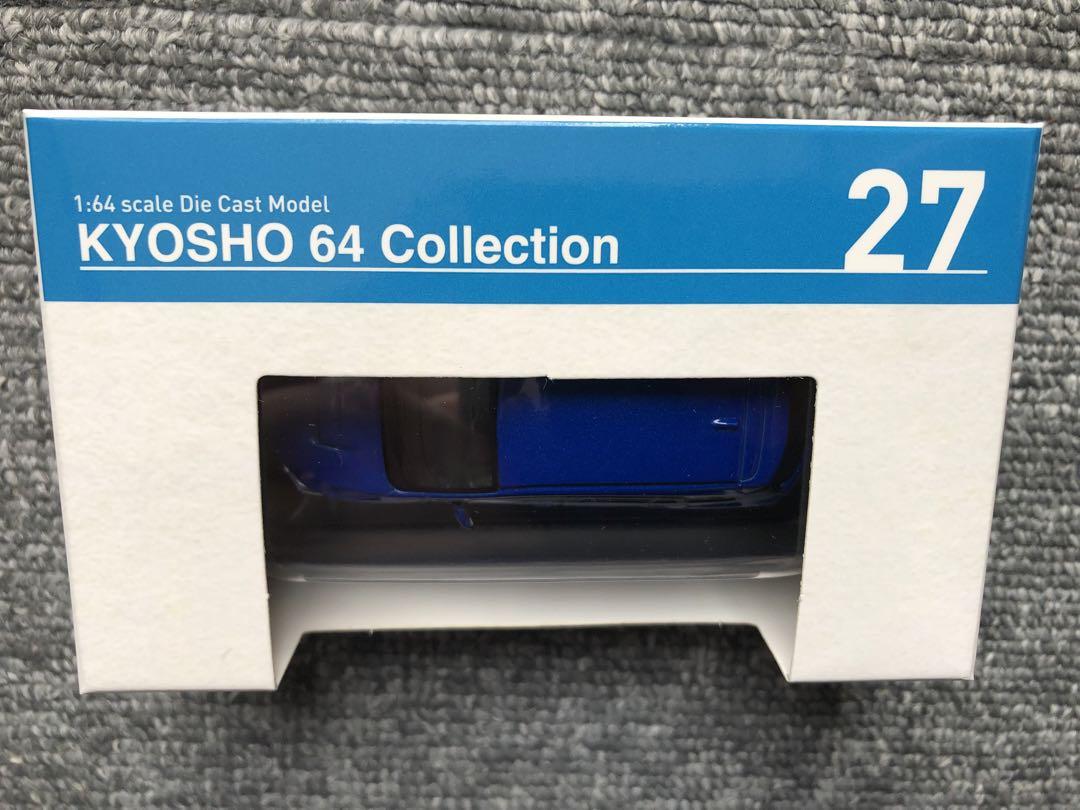 1:64 scale Die Cast Model
KYOSHO 64 Collection
27